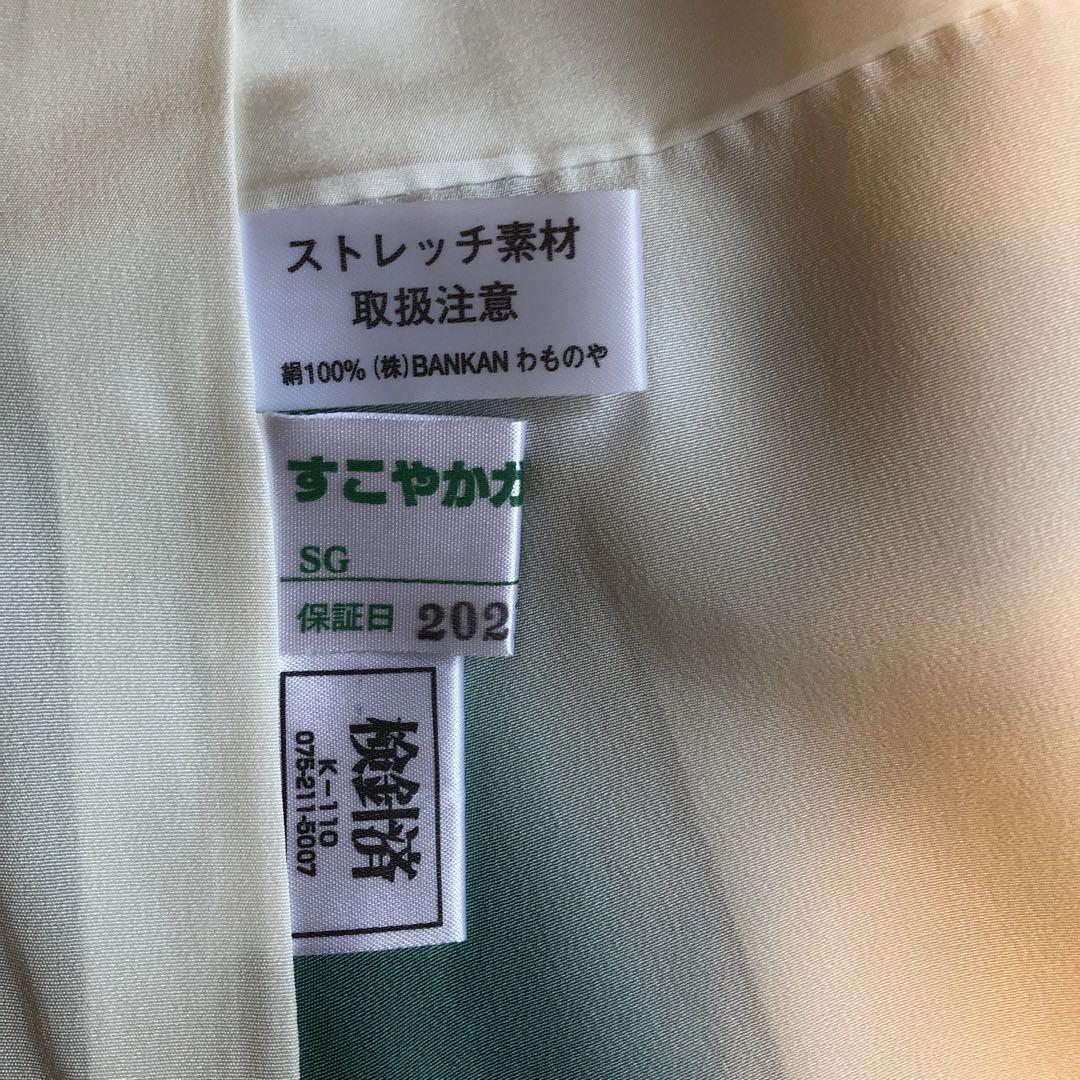 ストレッチ素材
取扱注意
絹100% (株)BANKAN わものや
すこやかガ
SG
保証日 202
検針済
K-110
075-211-5007